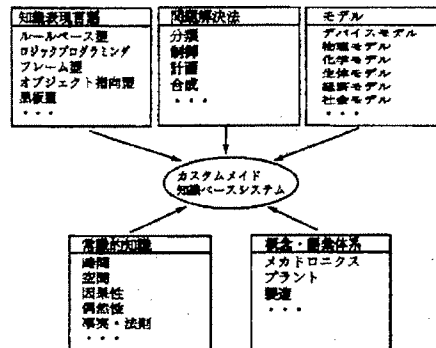 知識表現言語
ルールベース型
ロジックプログラミング
フレーム型
オブジェクト指向型
黒板型
・・・
問題解決法
分類
制御
計画
合成
・・・
モデル
デバイスモデル
物理モデル
化学モデル
生体モデル
経済モデル
社会モデル
・・・
カスタムメイド
知識ベースシステム
常識的知識
時間
空間
因果性
偶然性
事実・法則
・・・
概念・語彙体系
メカトロニクス
プラント
製造
・・・